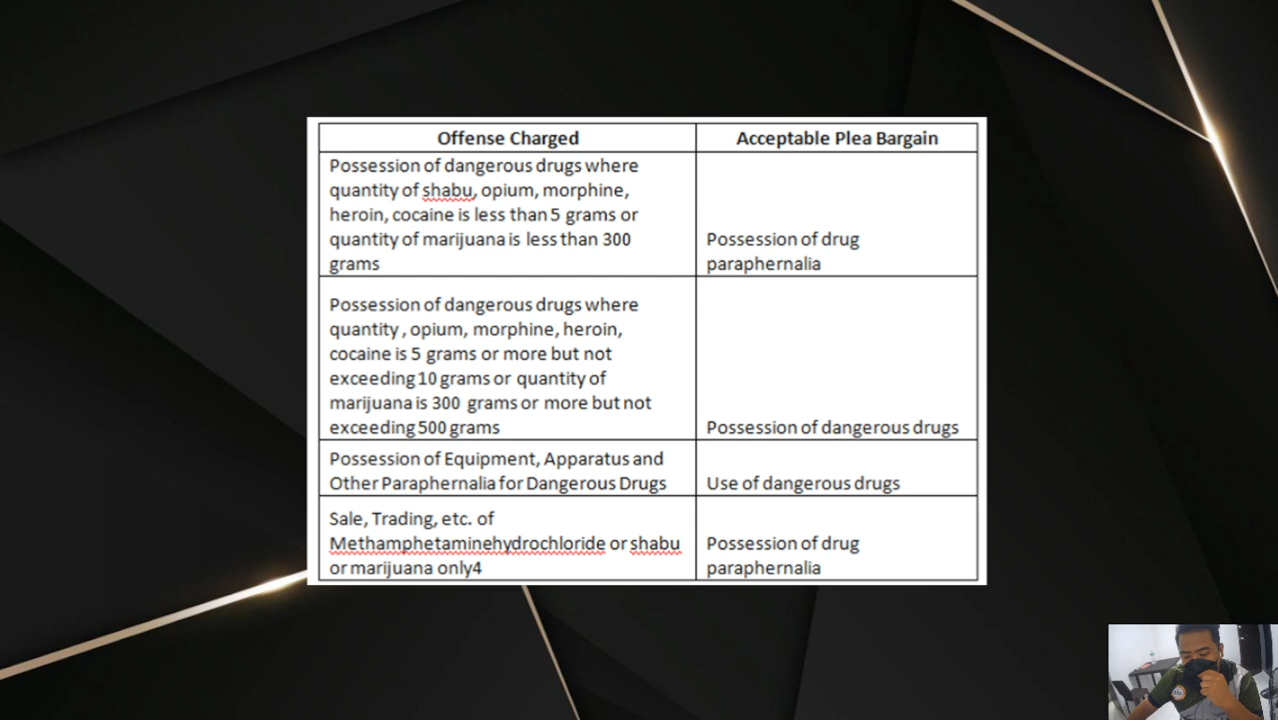 Offense Charged
Acceptable Plea Bargain
Possession of dangerous drugs where
quantity of shabu, opium, morphine,
heroin, cocaine is less than 5 grams or
quantity of marijuana is less than 300
grams
Possession of drug
paraphernalia
Possession of dangerous drugs where
quantity , opium, morphine, heroin,
cocaine is 5 grams or more but not
exceeding 10 grams or quantity of
marijuana is 300 grams or more but not
exceeding 500 grams
Possession of dangerous drugs
Possession of Equipment, Apparatus and
Other Paraphernalia for Dangerous Drugs
Use of dangerous drugs
Sale, Trading, etc. of
Methamphetaminehydrochloride or shabu
or marijuana only4
Possession of drug
paraphernalia